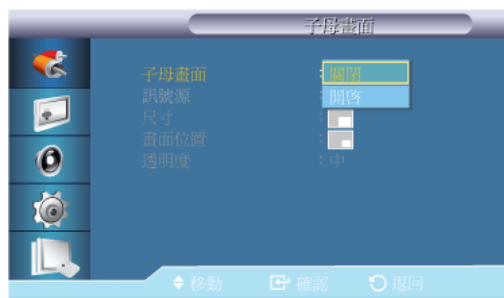 子母畫面
子母畫面 : 關閉
訊號源 開啓
尺寸 :
畫面位置 :
透明度 : 中
移動 確認 返回